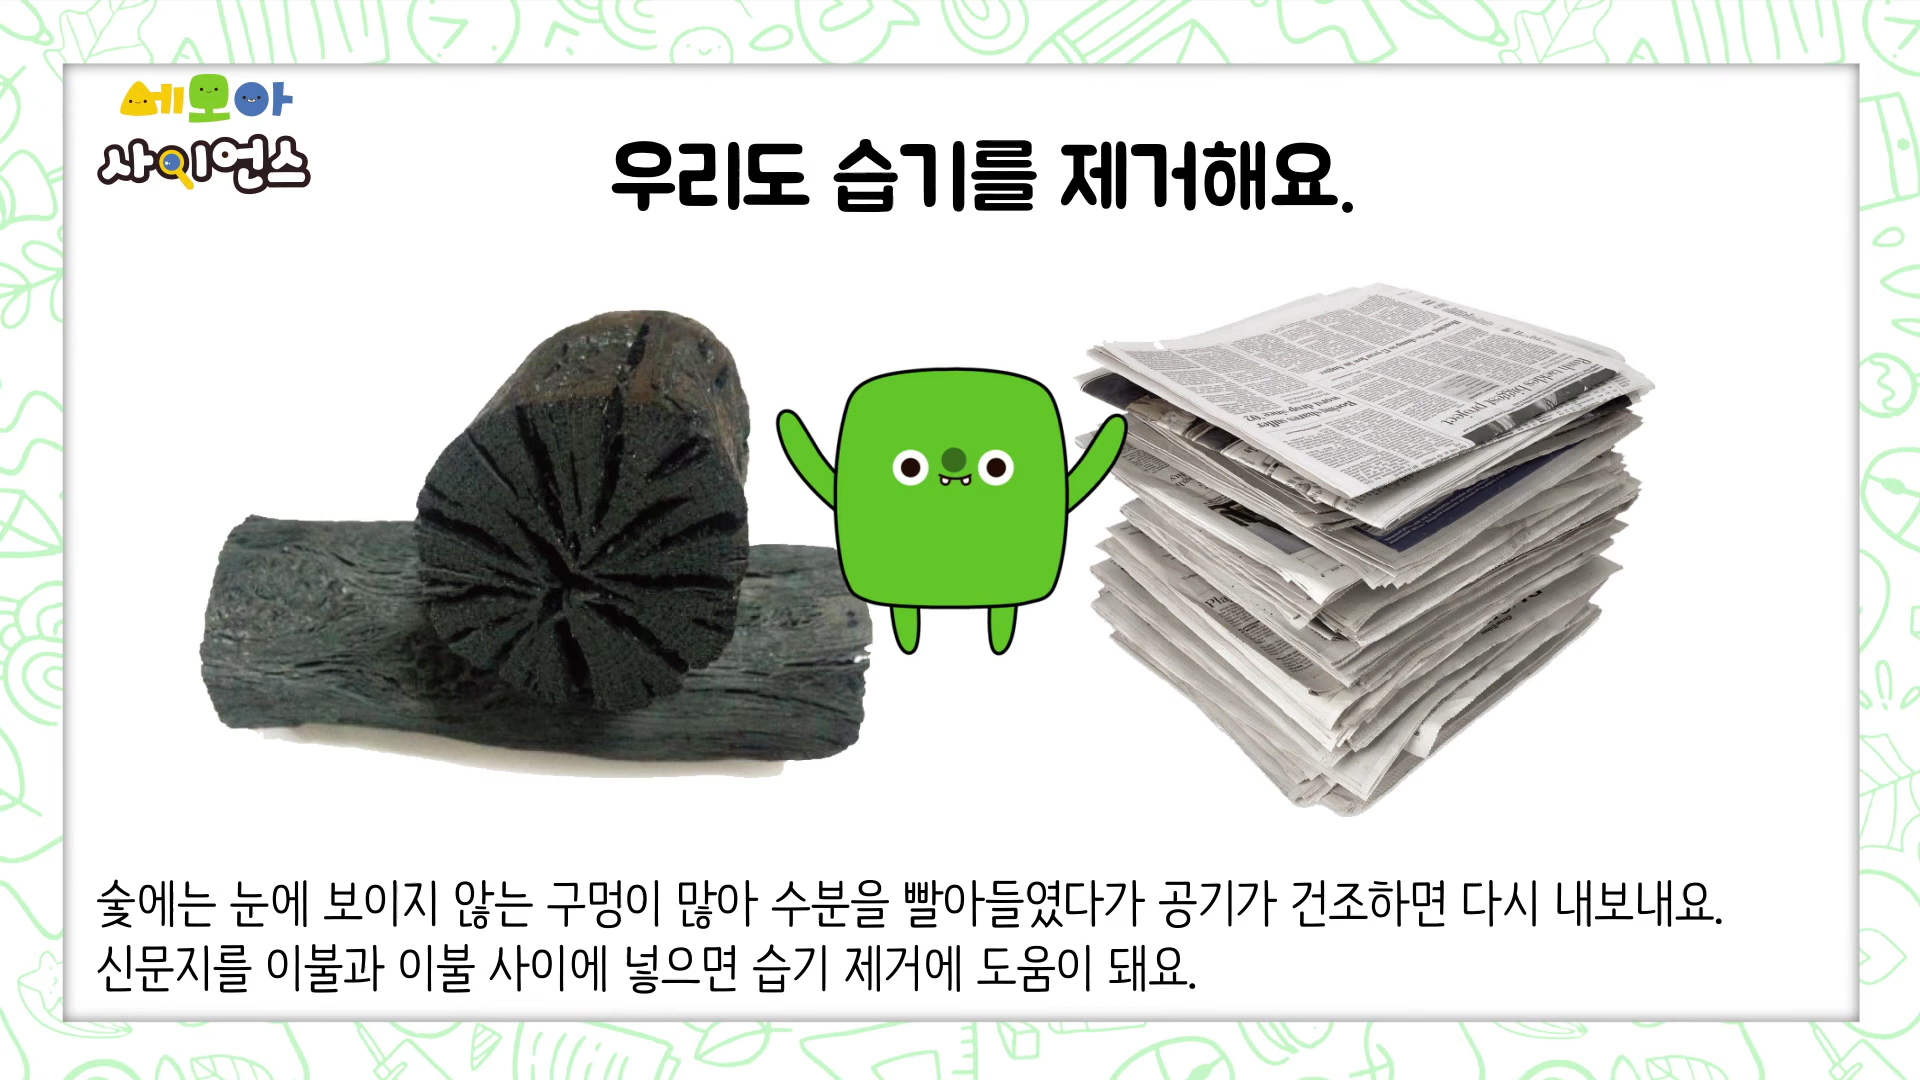 세모아
사이언스
우리도 습기를 제거해요.
숯에는 눈에 보이지 않는 구멍이 많아 수분을 빨아들였다가 공기가 건조하면 다시 내보내요.
신문지를 이불과 이불 사이에 넣으면 습기 제거에 도움이 돼요.